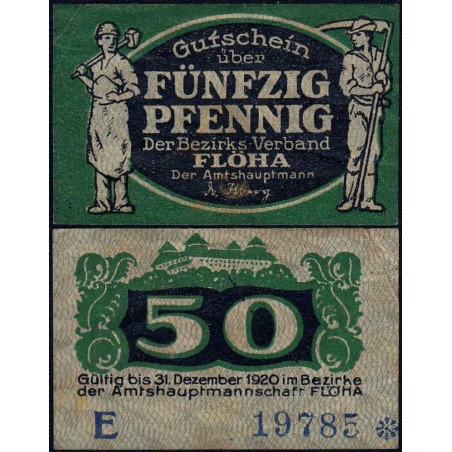 Gutschein
über
FÜNFZIG
PFENNIG
Der Bezirks-Verband
FLÖHA
Der Amtshauptmann
50
Gültig bis 31. Dezember 1920 im Bezirke
der Amtshauptmannschaft FLÖHA
E 19785 *